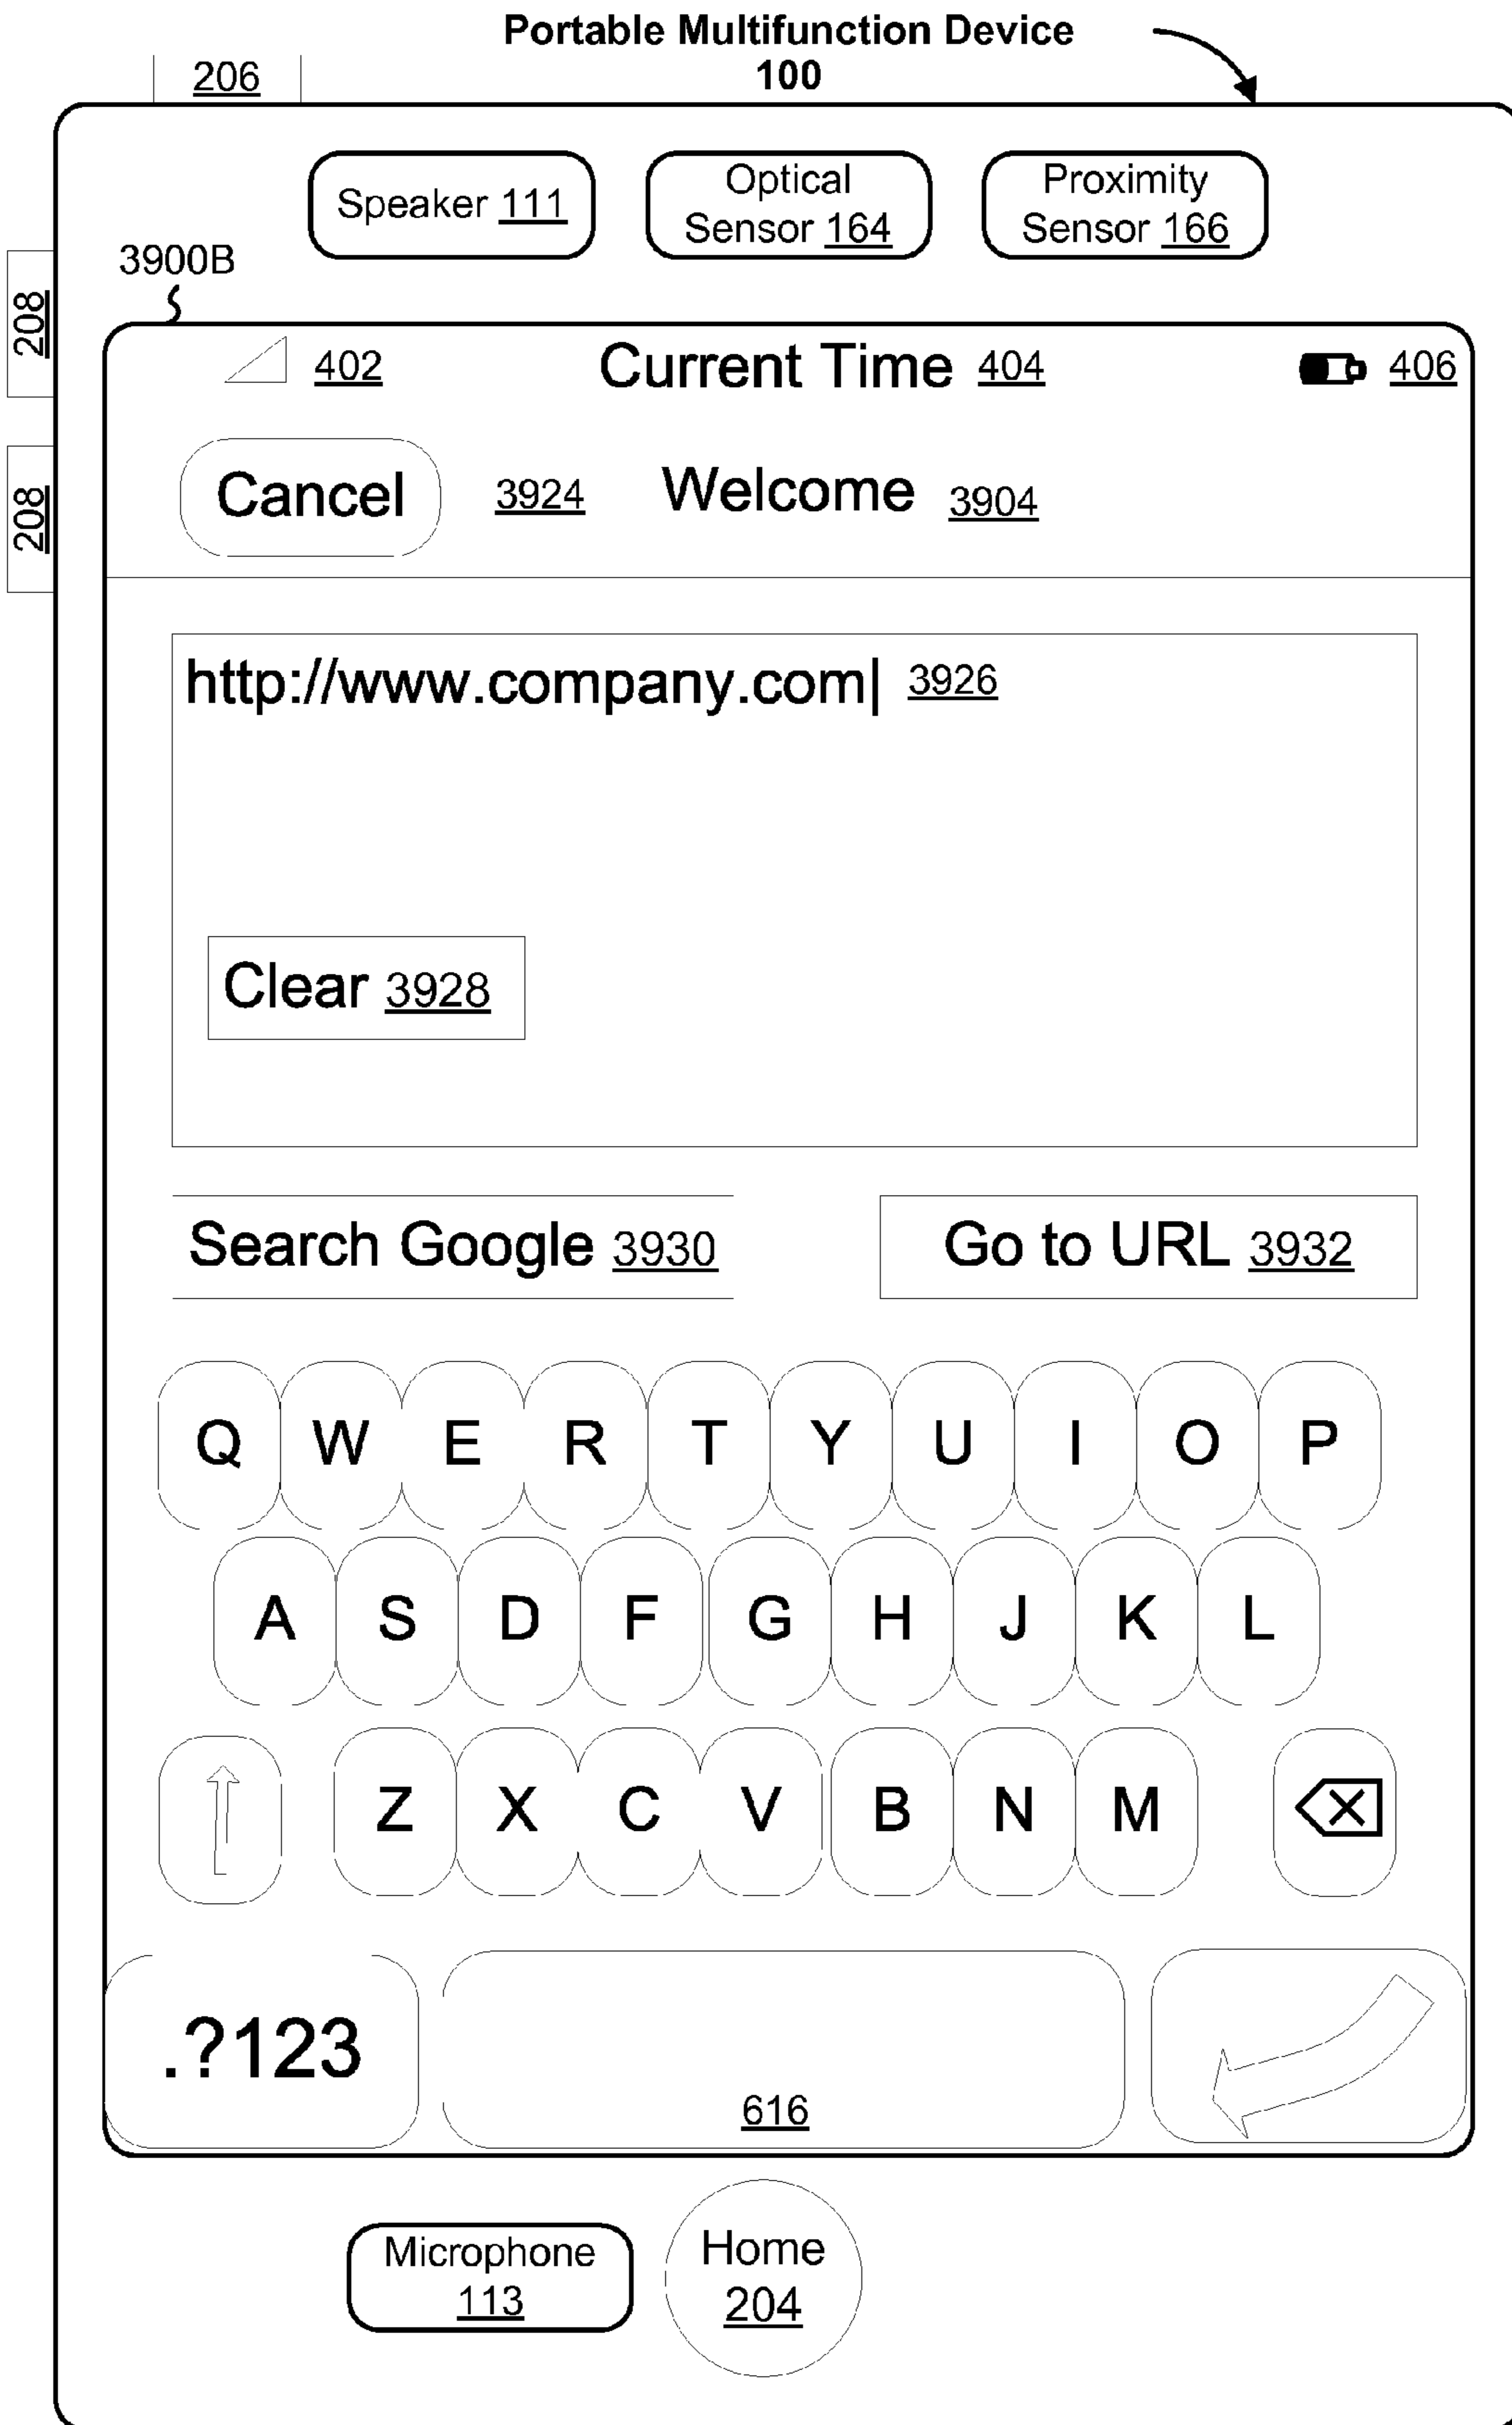 Portable Multifunction Device
100
206
Speaker 111
Optical
Sensor 164
Proximity
Sensor 166
3900B
208
208
402 Current Time 404 406
Cancel 3924 Welcome 3904
http://www.company.com| 3926
Clear 3928
Search Google 3930 Go to URL 3932
Q W E R T Y U I O P
A S D F G H J K L
Z X C V B N M
.?123
616
Microphone
113
Home
204